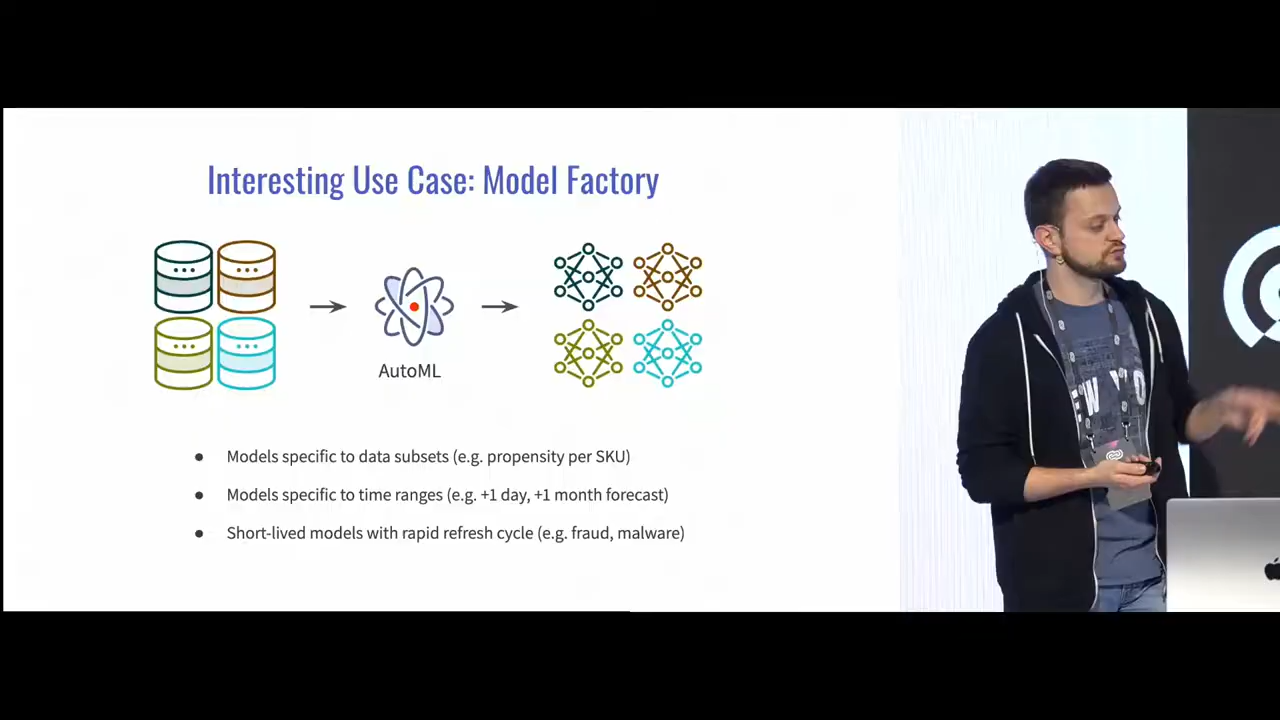 Interesting Use Case: Model Factory
AutoML
● Models specific to data subsets (e.g. propensity per SKU)
● Models specific to time ranges (e.g. +1 day, +1 month forecast)
● Short-lived models with rapid refresh cycle (e.g. fraud, malware)